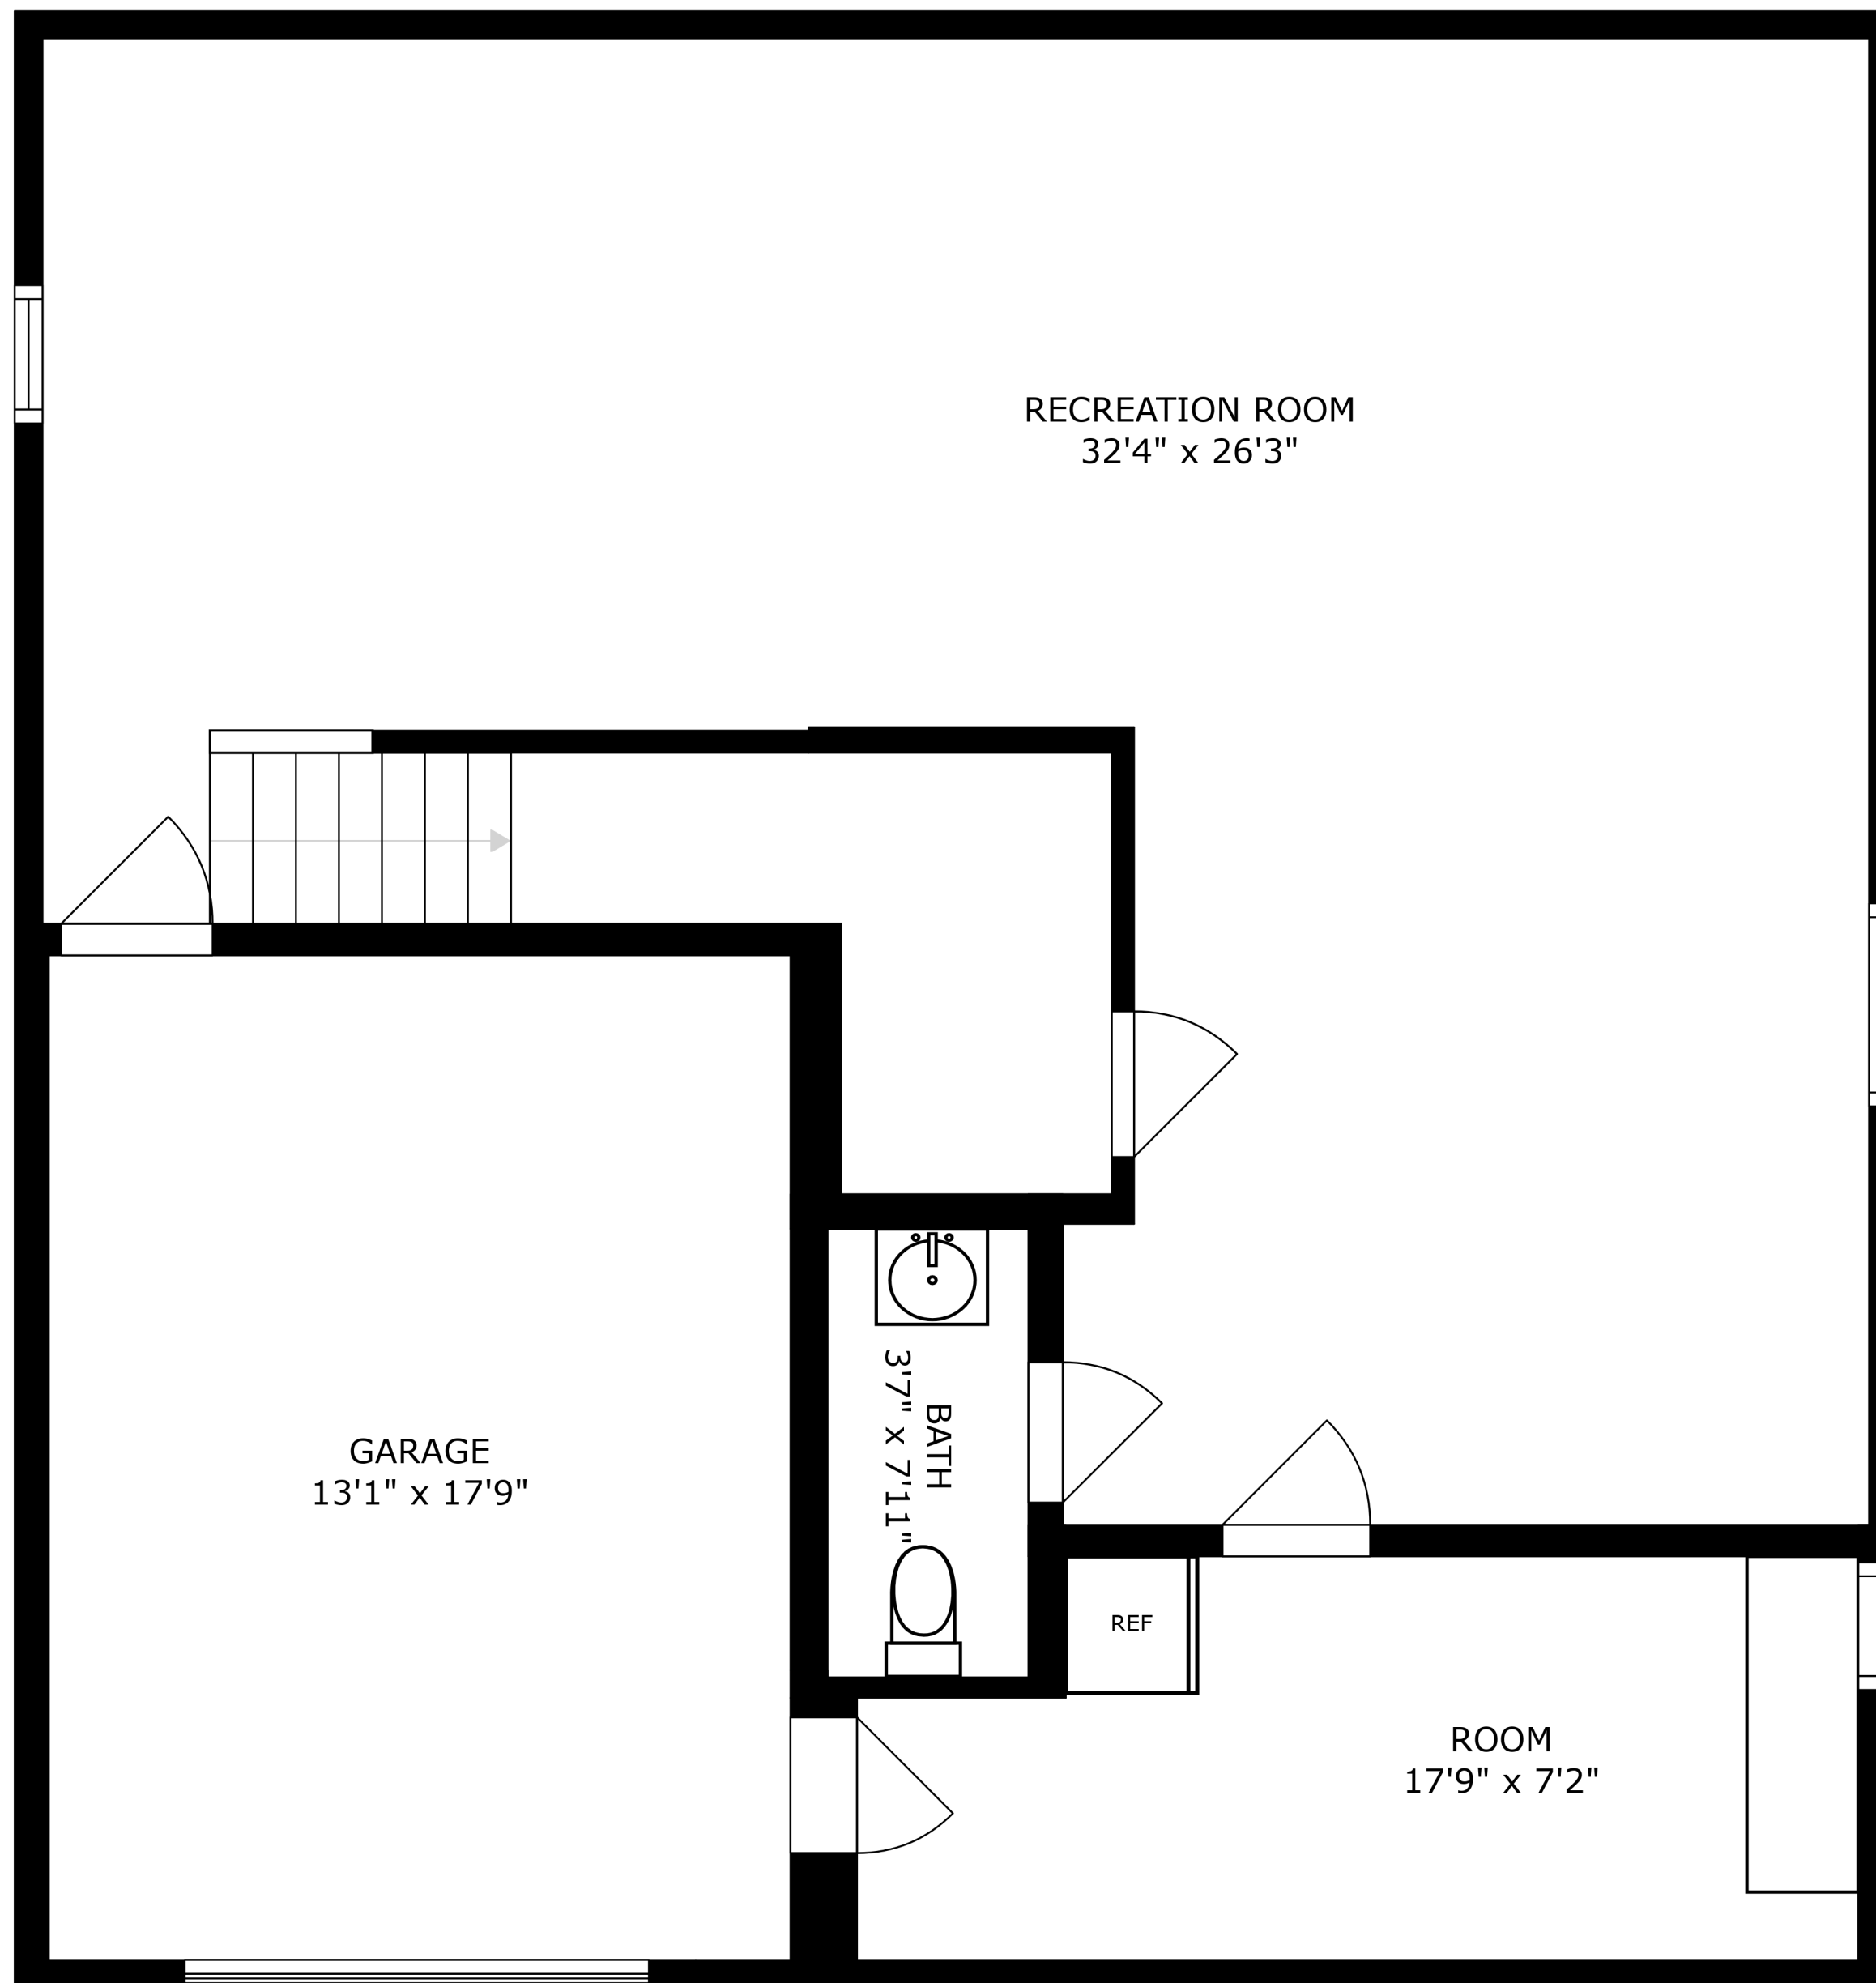 RECREATION ROOM
32'4" x 26'3"
GARAGE
13'1" x 17'9"
BATH
3'7" x 7'11"
REF
ROOM
17'9" x 7'2"